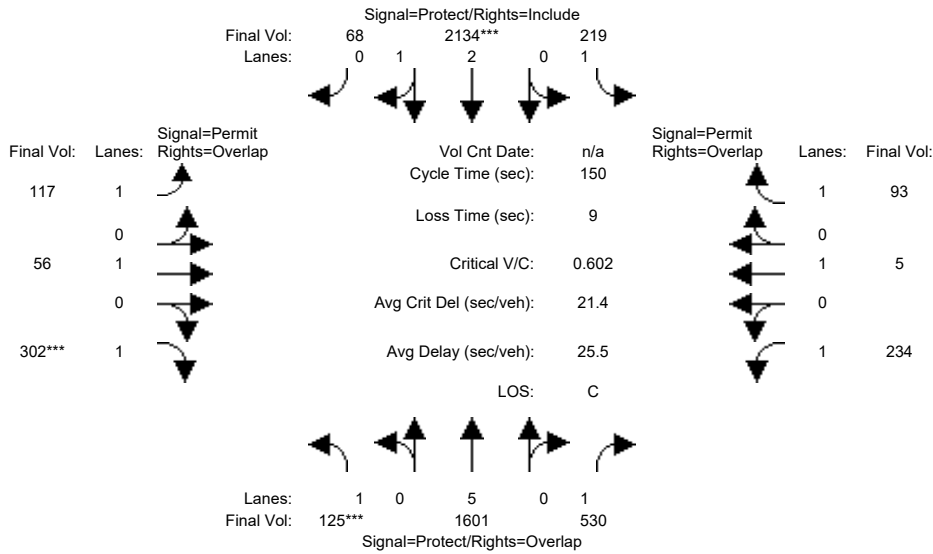 Signal=Protect/Rights=Include
Final Vol: 68 2134*** 219
Lanes: 0 1 2 0 1
Signal=Permit Signal=Permit
Final Vol: Lanes: Rights=Overlap Vol Cnt Date: n/a Rights=Overlap Lanes: Final Vol:
Cycle Time (sec): 150
117 1 1 93
Loss Time (sec): 9
0 0
56 1 Critical V/C: 0.602 1 5
0 Avg Crit Del (sec/veh): 21.4 0
302*** 1 Avg Delay (sec/veh): 25.5 1 234
LOS: C
Lanes: 1 0 5 0 1
Final Vol: 125*** 1601 530
Signal=Protect/Rights=Overlap